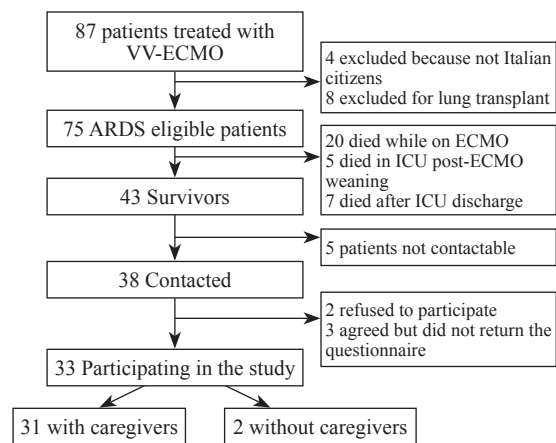 87 patients treated with
VV-ECMO
4 excluded because not Italian
citizens
8 excluded for lung transplant
75 ARDS eligible patients
20 died while on ECMO
5 died in ICU post-ECMO
weaning
7 died after ICU discharge
43 Survivors
5 patients not contactable
38 Contacted
2 refused to participate
3 agreed but did not return the
questionnaire
33 Participating in the study
31 with caregivers
2 without caregivers